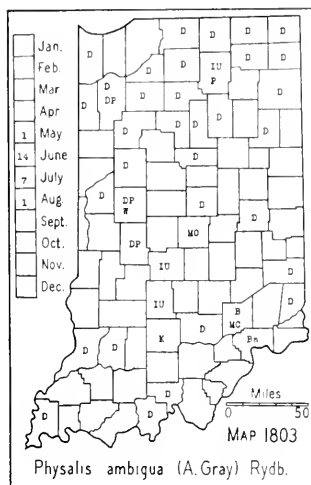 Jan.
Feb.
Mar
Apr
1 May
14 June
7 July
1 Aug.
Sept.
Oct.
Nov.
Dec.
D D D D
D D D D D
D D IU
D DP D D D P D
D D D D
D D
D DP D
W
DP MO
IU D
IU B D
MC
K D Bn
D D
D
D D
Miles
0 50
MAP 1803
Physalis ambigua (A. Gray) Rydb.